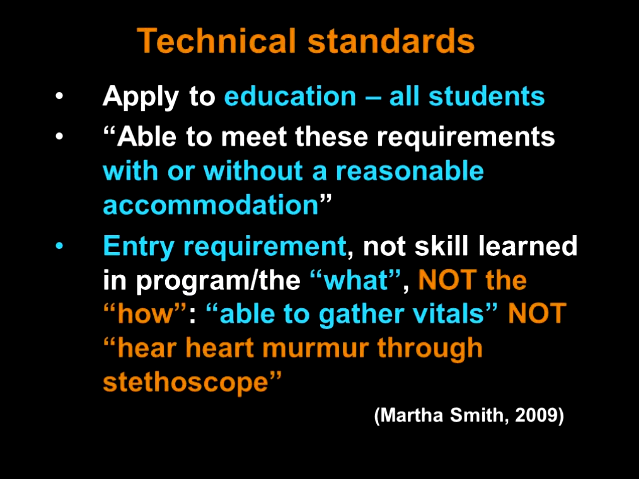 Technical standards
• Apply to education – all students
• “Able to meet these requirements
with or without a reasonable
accommodation”
• Entry requirement, not skill learned
in program/the “what”, NOT the
“how”: “able to gather vitals” NOT
“hear heart murmur through
stethoscope”
(Martha Smith, 2009)